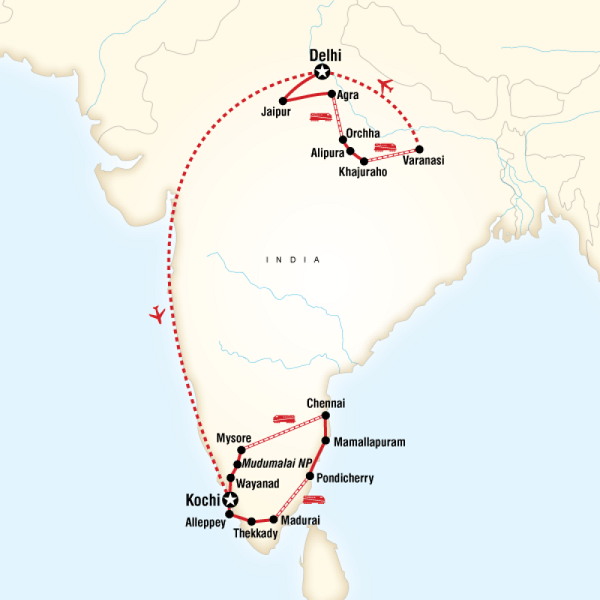 Delhi
Agra
Jaipur
Orchha
Alipura
Varanasi
Khajuraho
INDIA
Chennai
Mysore
Mamallapuram
Mudumalai NP
Pondicherry
Wayanad
Kochi
Alleppey
Madurai
Thekkady